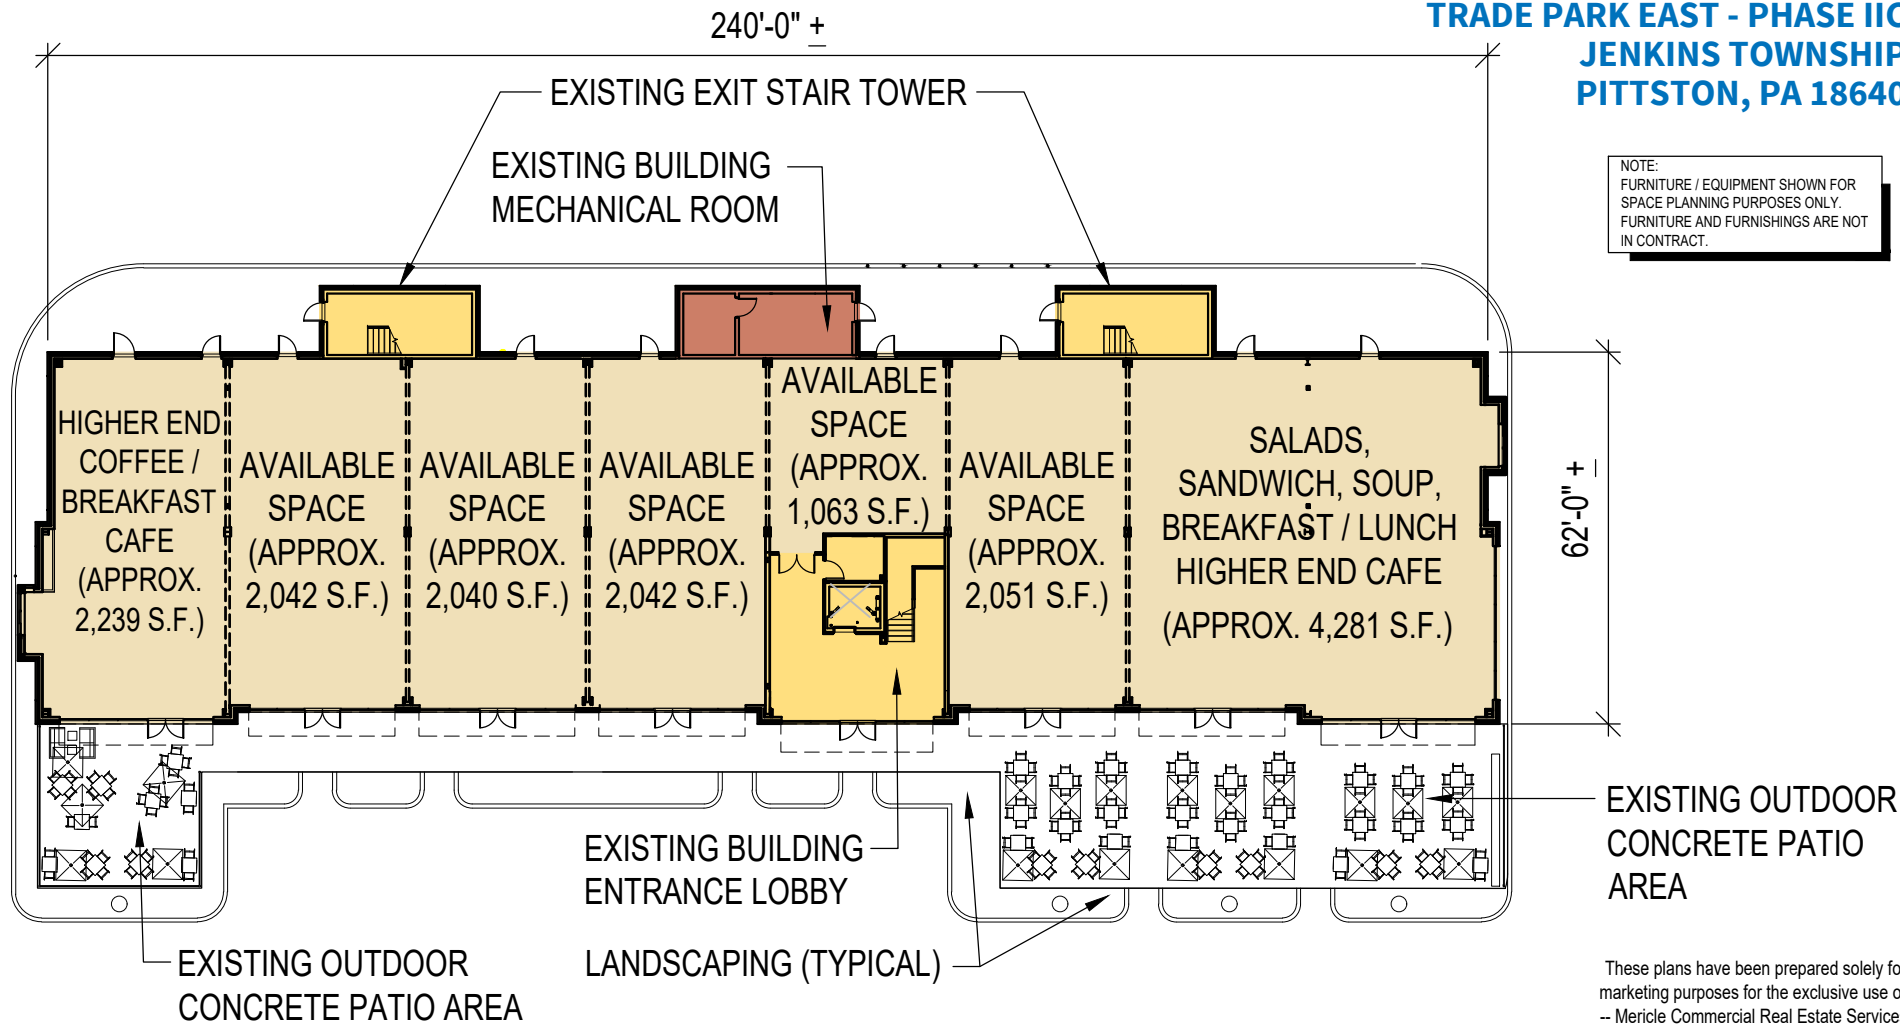 240'-0" +
TRADE PARK EAST - PHASE IIC
JENKINS TOWNSHIP
PITTSTON, PA 18640
EXISTING EXIT STAIR TOWER
EXISTING BUILDING
MECHANICAL ROOM
NOTE:
FURNITURE / EQUIPMENT SHOWN FOR
SPACE PLANNING PURPOSES ONLY.
FURNITURE AND FURNISHINGS ARE NOT
IN CONTRACT.
HIGHER END
COFFEE /
BREAKFAST
CAFE
(APPROX.
2,239 S.F.)
AVAILABLE
SPACE
(APPROX.
2,042 S.F.)
AVAILABLE
SPACE
(APPROX.
2,040 S.F.)
AVAILABLE
SPACE
(APPROX.
2,042 S.F.)
AVAILABLE
SPACE
(APPROX.
1,063 S.F.)
AVAILABLE
SPACE
(APPROX.
2,051 S.F.)
SALADS,
SANDWICH, SOUP,
BREAKFAST / LUNCH
HIGHER END CAFE
(APPROX. 4,281 S.F.)
62'-0" +
EXISTING BUILDING
ENTRANCE LOBBY
LANDSCAPING (TYPICAL)
EXISTING OUTDOOR
CONCRETE PATIO AREA
EXISTING OUTDOOR
CONCRETE PATIO
AREA
These plans have been prepared solely fo
marketing purposes for the exclusive use o
-- Mericle Commercial Real Estate Service